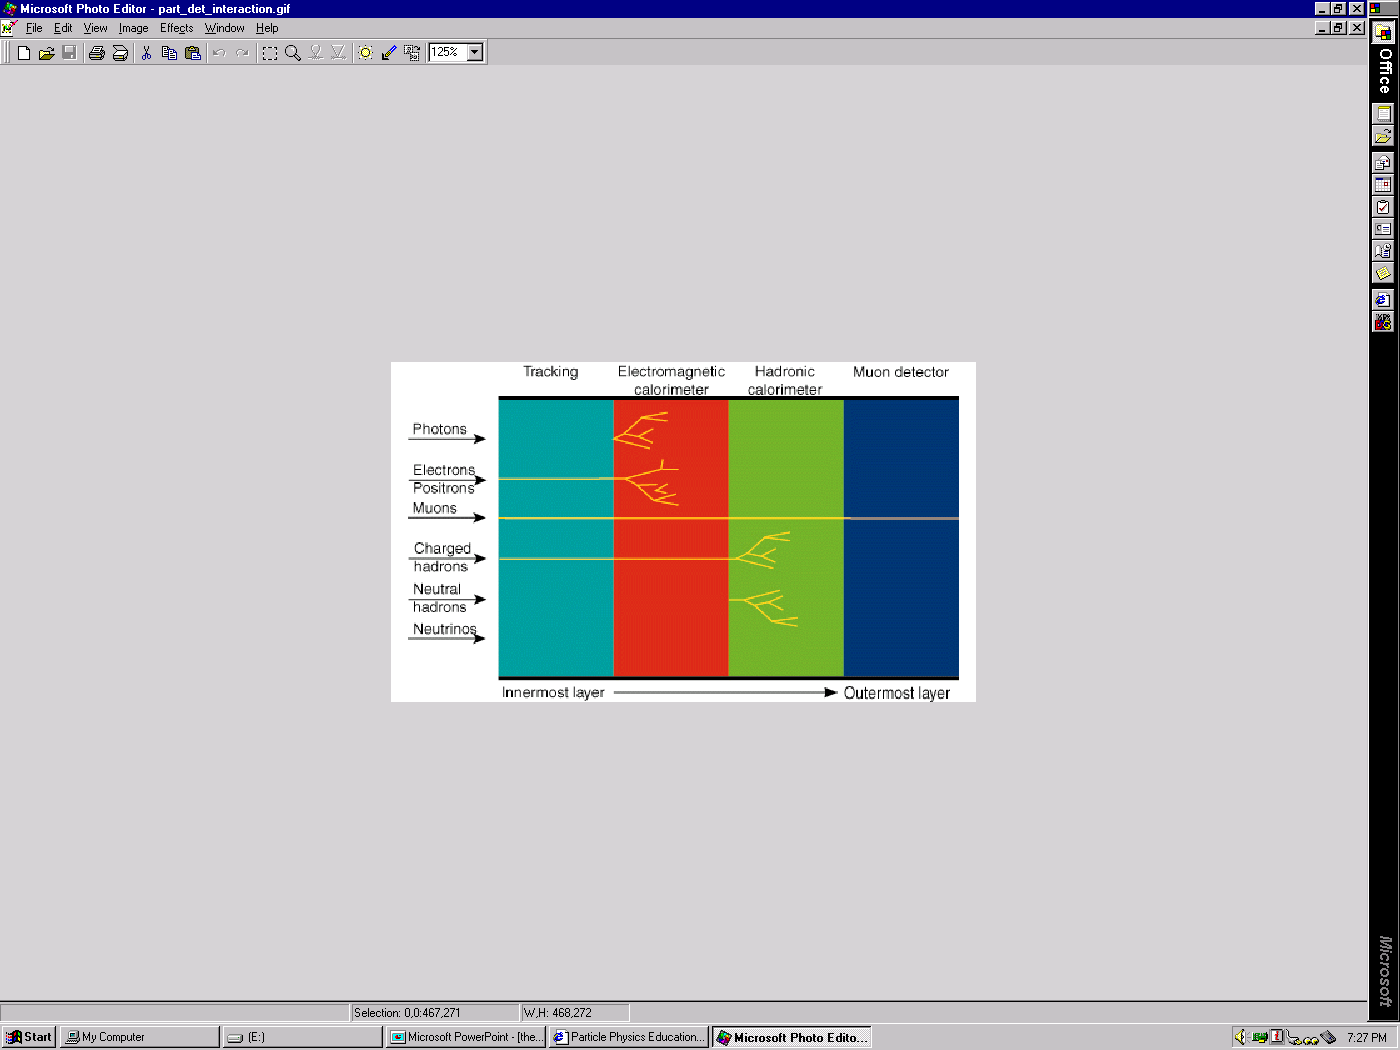 Microsoft Photo Editor - part_det_interaction.gif
File Edit View Image Effects Window Help
125%
Office
Tracking
Electromagnetic
calorimeter
Hadronic
calorimeter
Muon detector
Photons
Electrons
Positrons
Muons
Charged
hadrons
Neutral
hadrons
Neutrinos
Innermost layer
Outermost layer
Microsoft
Selection: 0,0:467,271
W,H: 468,272
Start
My Computer
(E:)
Microsoft PowerPoint - [the...
Particle Physics Education...
Microsoft Photo Edito...
7:27 PM